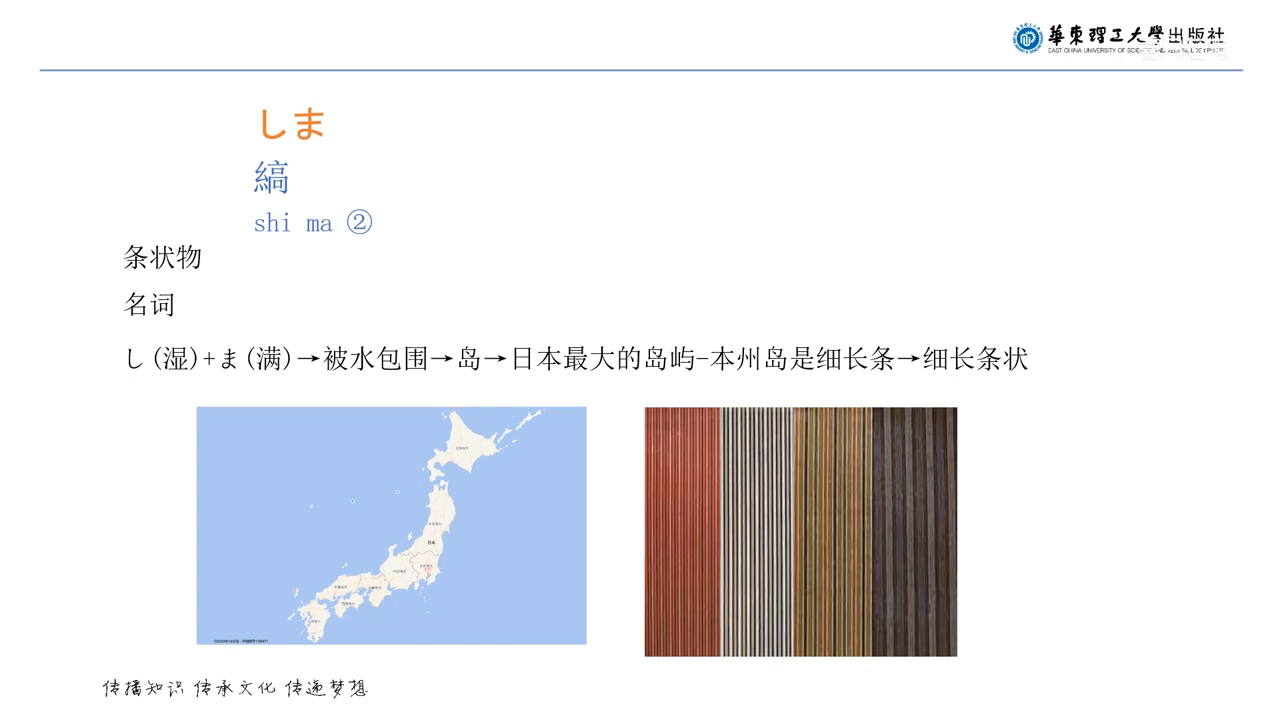 華東理工大學出版社
しま
縞
shi ma ②
条状物
名词
し(湿)+ま(满)→被水包围→岛→日本最大的岛屿-本州岛是细长条→细长条状
日本
传播知识 传承文化 传递梦想